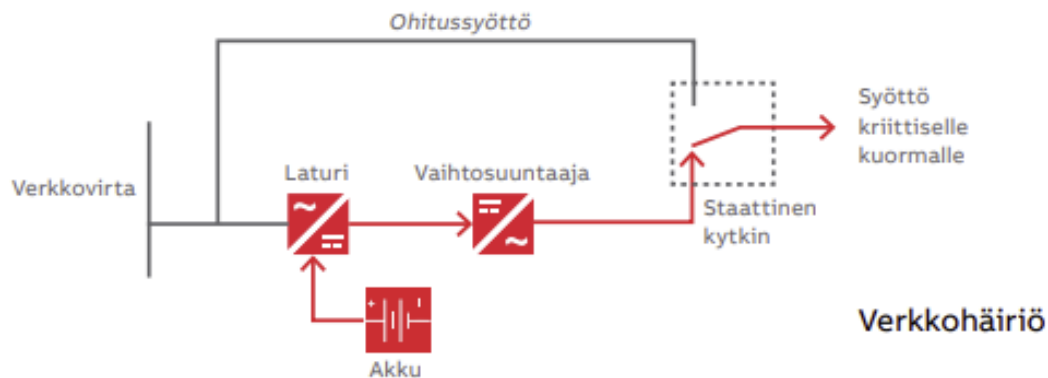 Ohitussyöttö
Syöttö
kriittiselle
kuormalle
Laturi
Vaihtosuuntaaja
Verkkovirta
Staattinen
kytkin
Akku
Verkkohäiriö